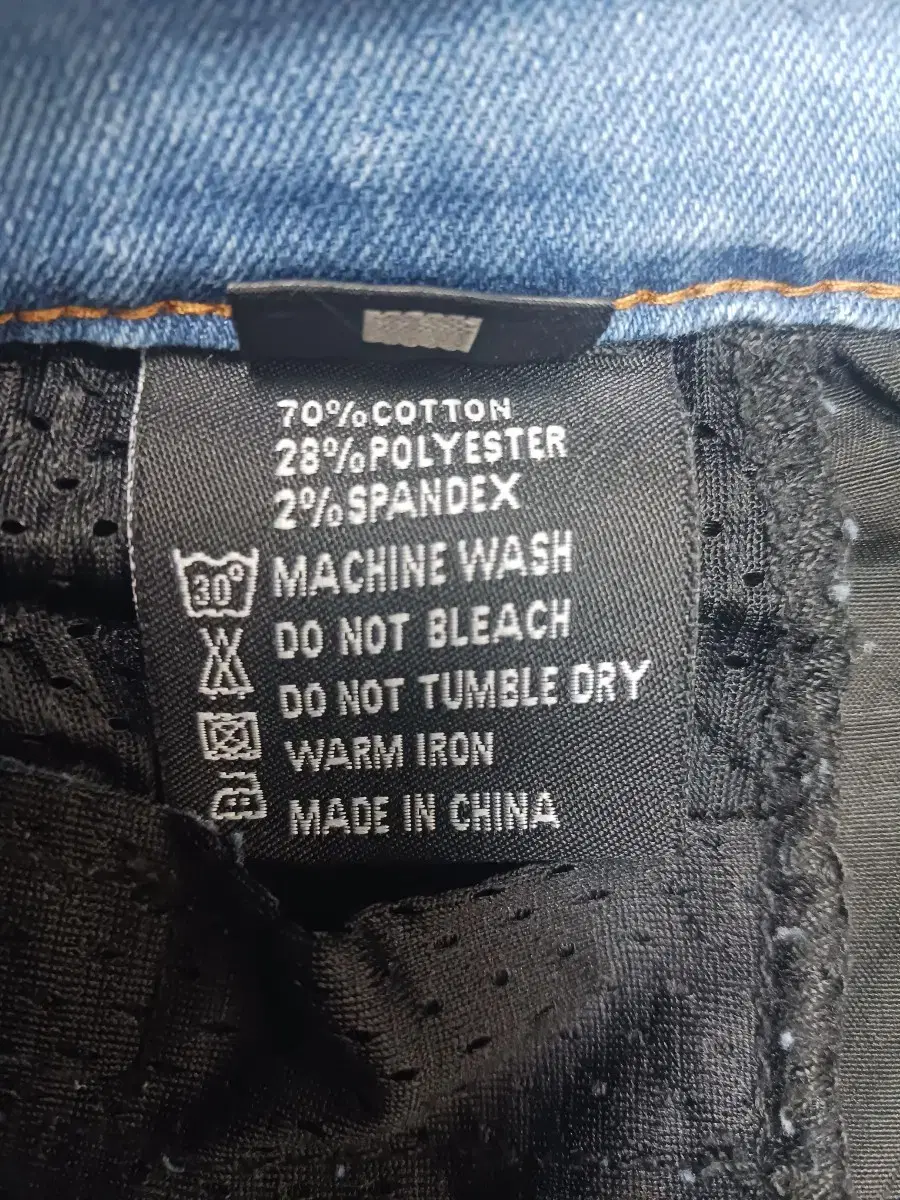 70%COTTON
28%POLYESTER
2%SPANDEX
30° MACHINE WASH
DO NOT BLEACH
DO NOT TUMBLE DRY
WARM IRON
MADE IN CHINA